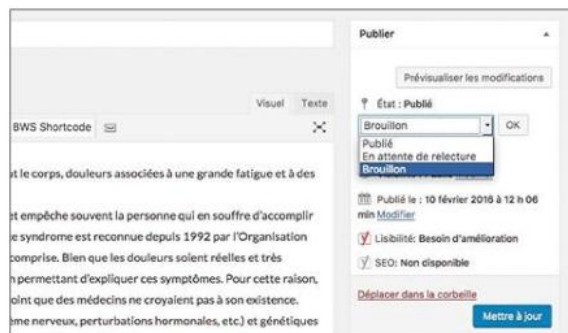 Visuel Texte
BWS Shortcode
t le corps, douleurs associées à une grande fatigue et à des
et empêche souvent la personne qui en souffre d'accomplir
e syndrome est reconnue depuis 1992 par l'Organisation
comprise. Bien que les douleurs soient réelles et très
n permettant d'expliquer ces symptômes. Pour cette raison,
oint que des médecins ne croyaient pas à son existence.
ème nerveux, perturbations hormonales, etc.) et génétiques
Publier
Prévisualiser les modifications
État : Publié
Brouillon OK
Publié
En attente de relecture
Brouillon
Publié le : 10 février 2016 à 12 h 06
min Modifier
Lisibilité: Besoin d'amélioration
SEO: Non disponible
Déplacer dans la corbeille
Mettre à jour